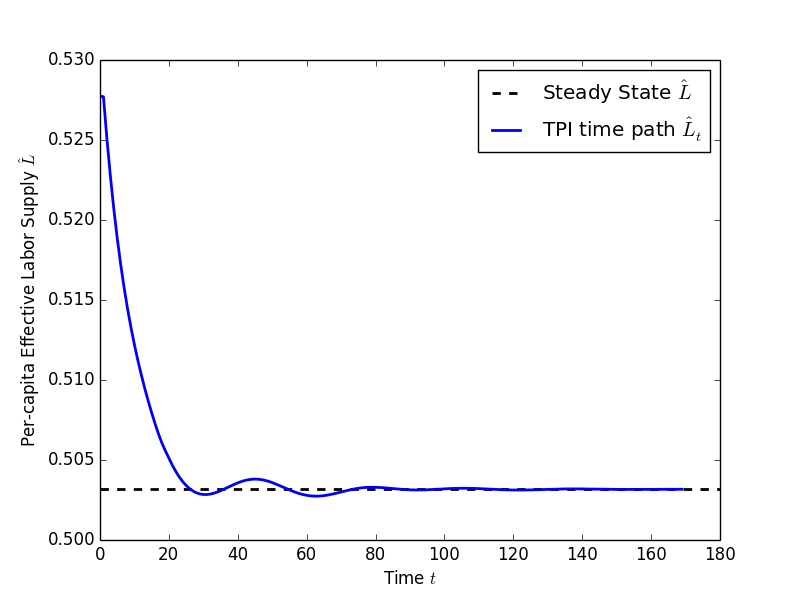 0.530
0.525
0.520
0.515
0.510
0.505
0.500
Per-capita Effective Labor Supply L̂
Steady State L̂
TPI time path L̂ₜ
0 20 40 60 80 100 120 140 160 180
Time t